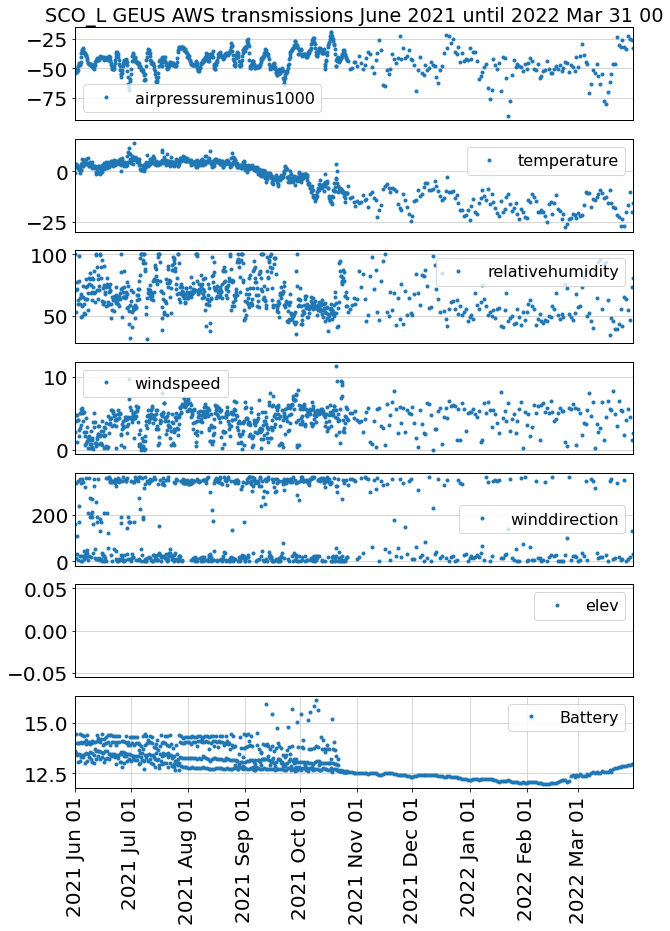 SCO_L GEUS AWS transmissions June 2021 until 2022 Mar 31 00
−25
−50
−75
airpressureminus1000
0
−25
temperature
100
50
relativehumidity
10
0
windspeed
200
0
winddirection
0.05
0.00
−0.05
elev
15.0
12.5
Battery
2021 Jun 01
2021 Jul 01
2021 Aug 01
2021 Sep 01
2021 Oct 01
2021 Nov 01
2021 Dec 01
2022 Jan 01
2022 Feb 01
2022 Mar 01